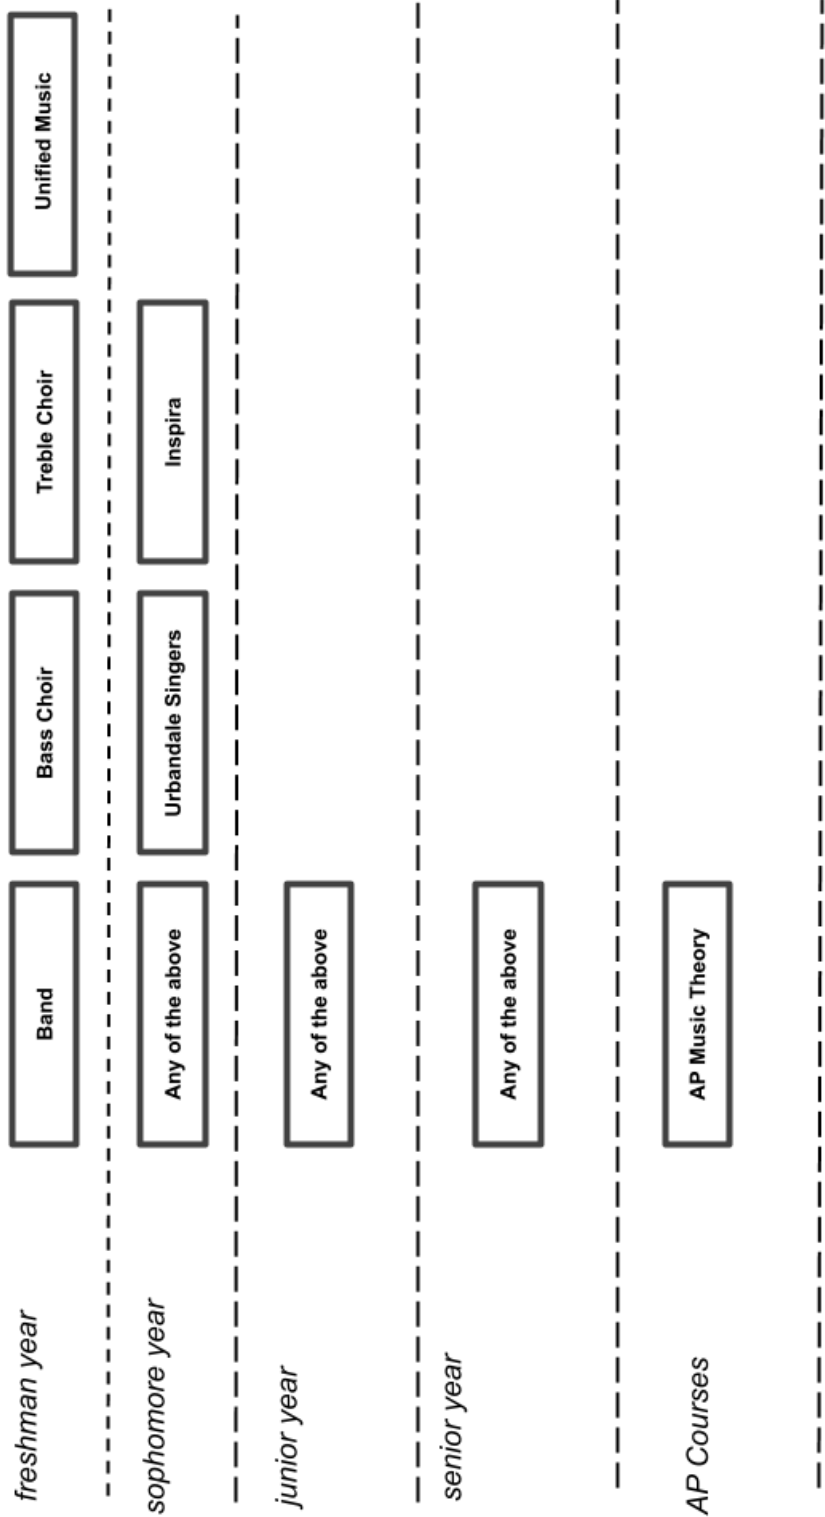 freshman year
Band
Bass Choir
Treble Choir
Unified Music
sophomore year
Any of the above
Urbandale Singers
Inspira
junior year
Any of the above
senior year
Any of the above
AP Courses
AP Music Theory